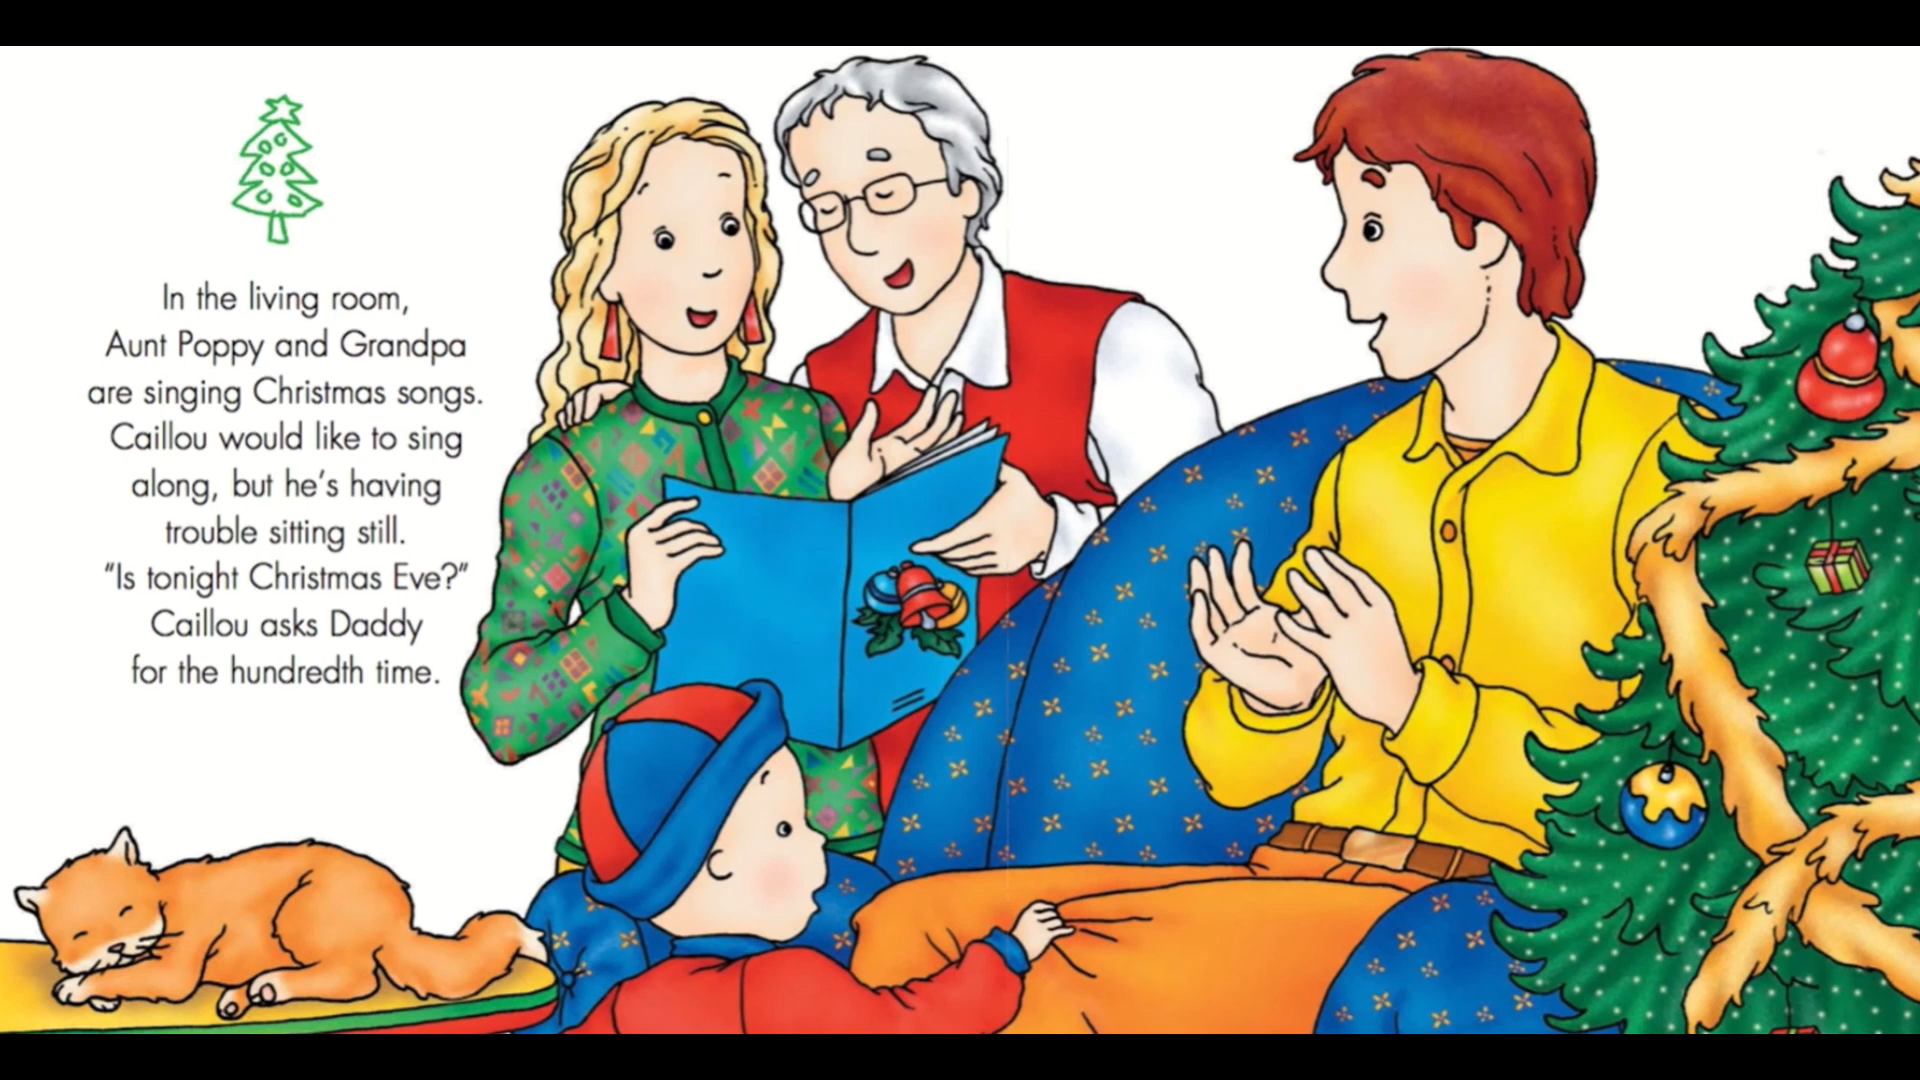 In the living room,
Aunt Poppy and Grandpa
are singing Christmas songs.
Caillou would like to sing
along, but he’s having
trouble sitting still.
“Is tonight Christmas Eve?”
Caillou asks Daddy
for the hundredth time.